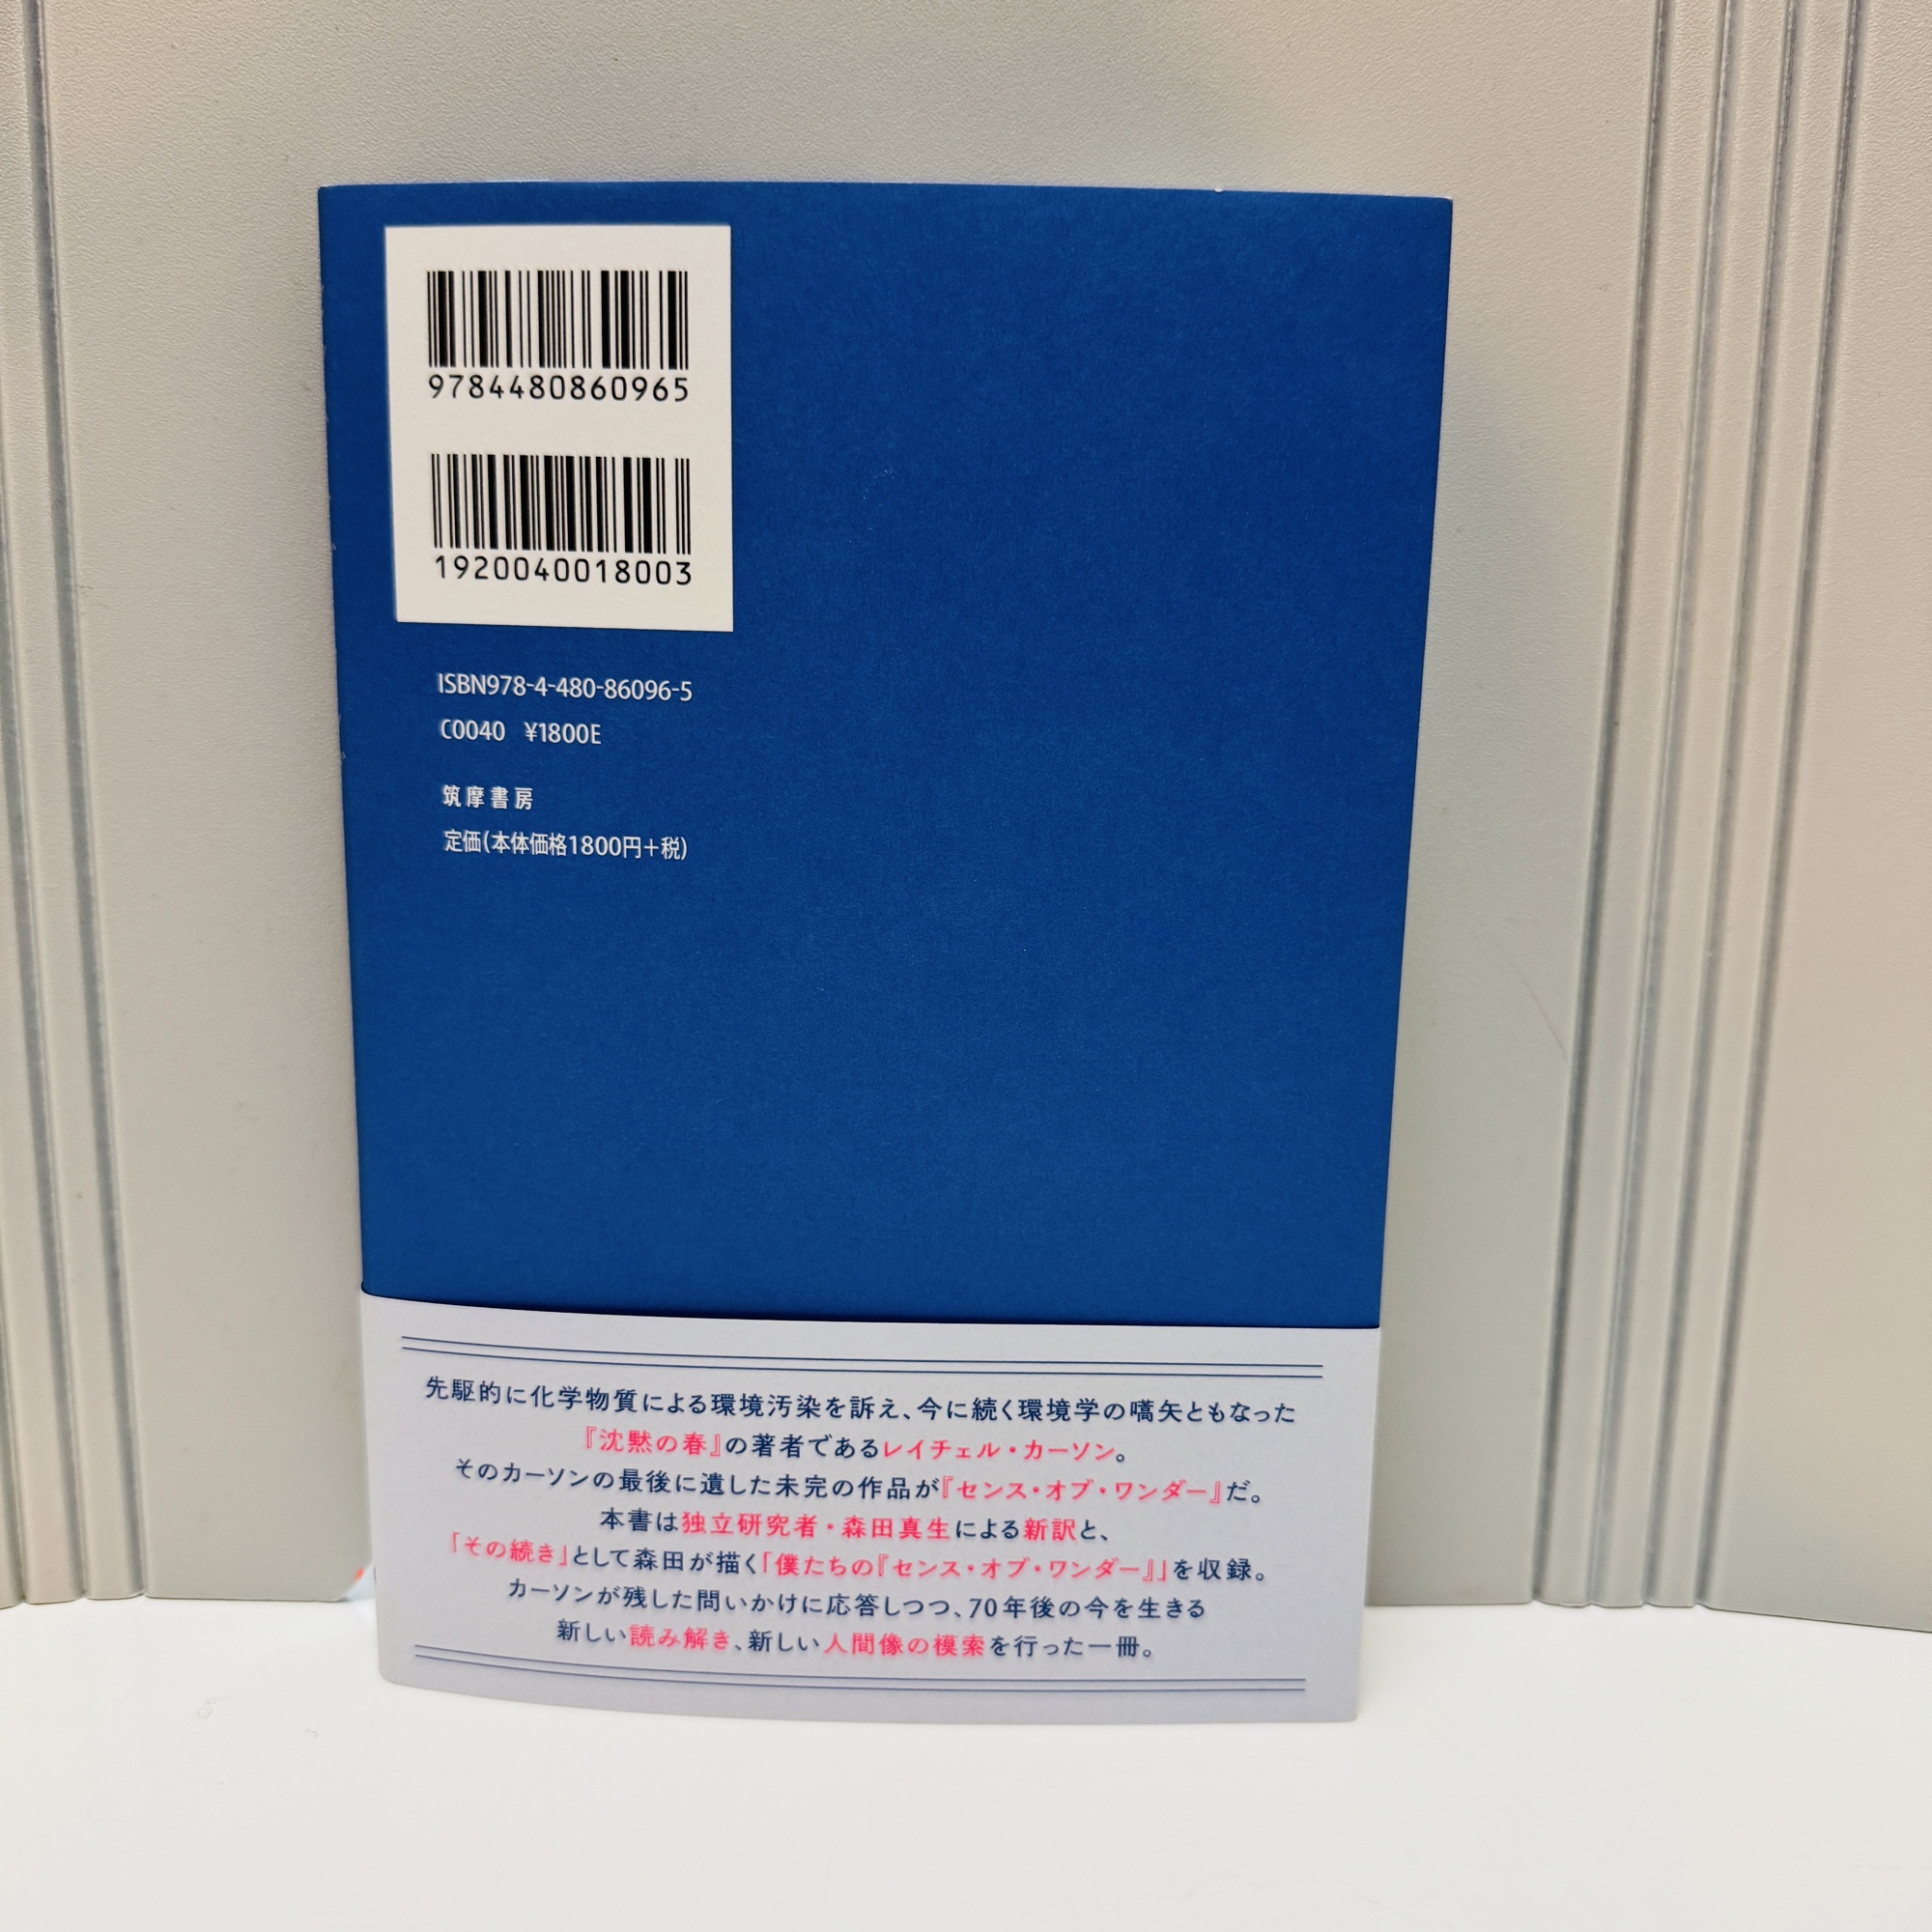 9784480860965
1920040018003
ISBN978-4-480-86096-5
C0040 ¥1800E
筑摩書房
定価(本体価格1800円+税)
先駆的に化学物質による環境汚染を訴え、今に続く環境学の嚆矢ともなった
『沈黙の春』の著者であるレイチェル・カーソン。
そのカーソンの最後に遺した未完の作品が『センス・オブ・ワンダー』だ。
本書は独立研究者・森田真生による新訳と、
「その続き」として森田が描く「僕たちの『センス・オブ・ワンダー』」を収録。
カーソンが残した問いかけに応答しつつ、70年後の今を生きる
新しい読み解き、新しい人間像の模索を行った一冊。